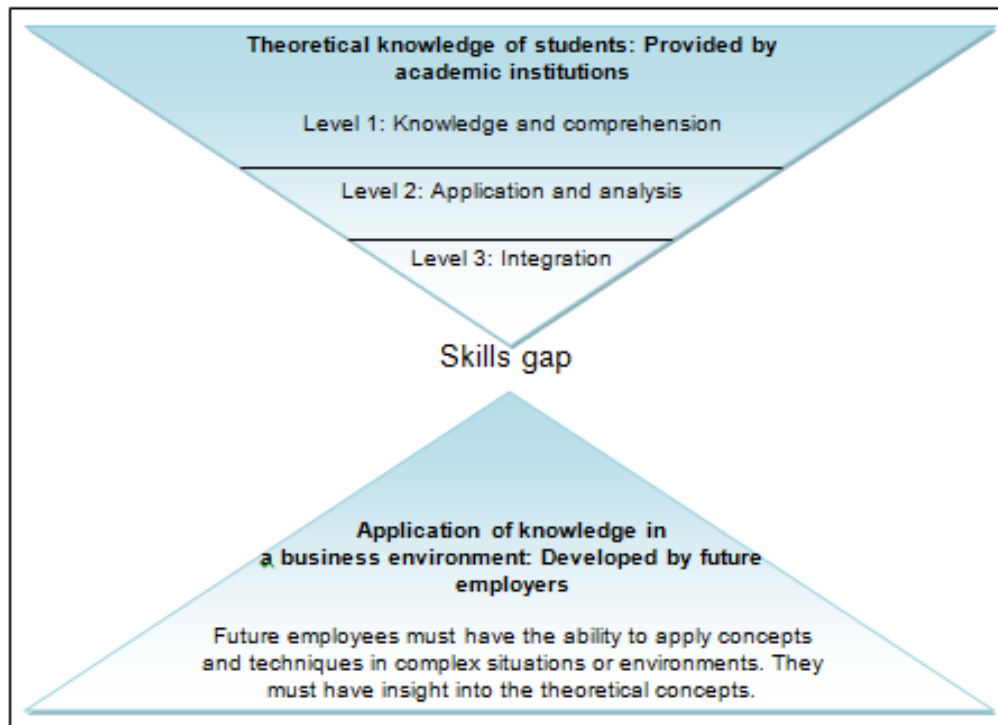 Theoretical knowledge of students: Provided by
academic institutions
Level 1: Knowledge and comprehension
Level 2: Application and analysis
Level 3: Integration
Skills gap
Application of knowledge in
a business environment: Developed by future
employers
Future employees must have the ability to apply concepts
and techniques in complex situations or environments. They
must have insight into the theoretical concepts.